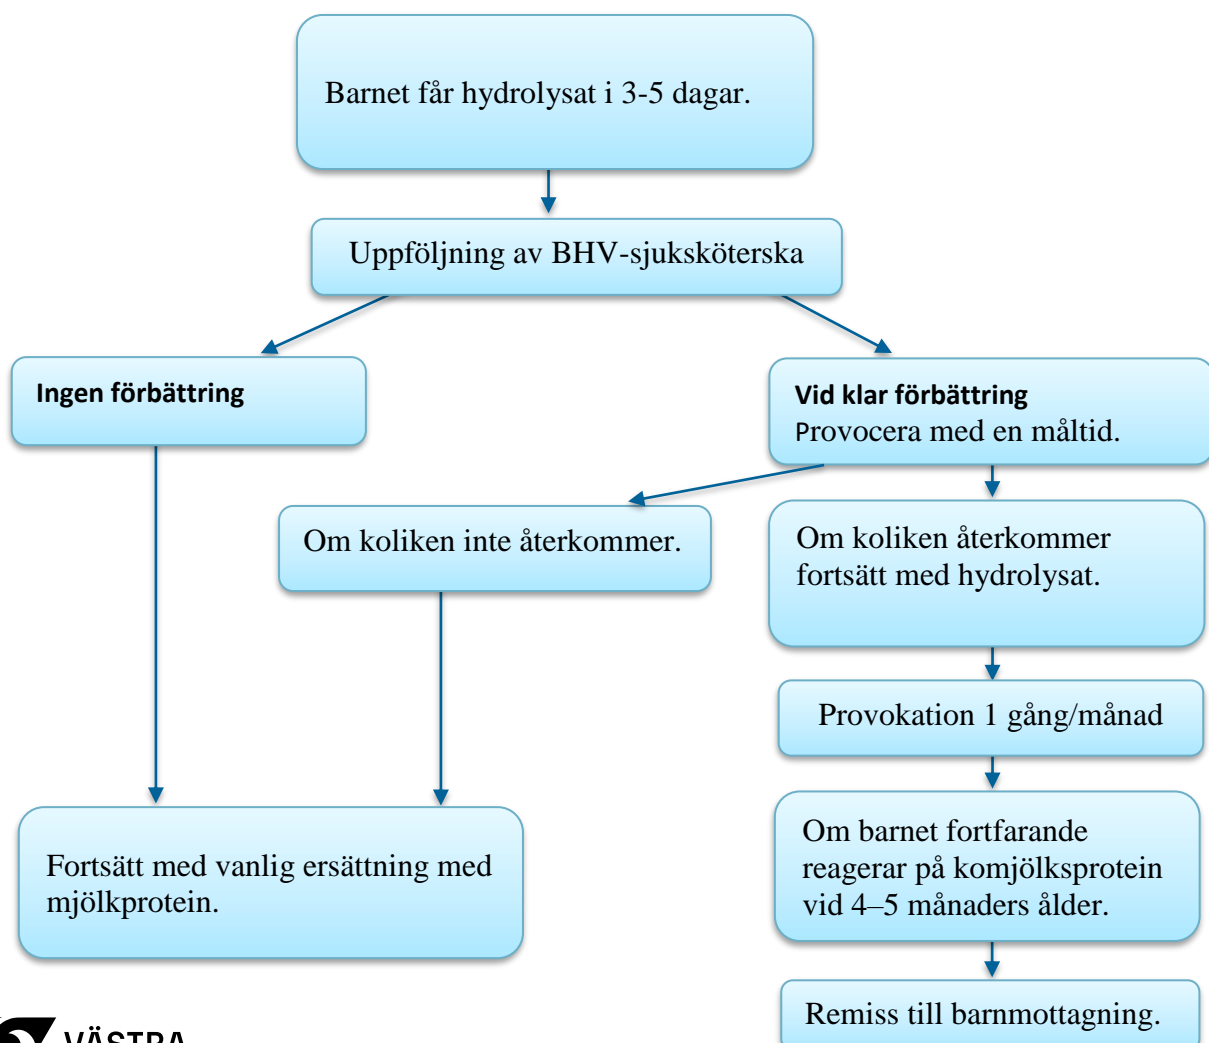 Barnet får hydrolysat i 3-5 dagar.
Uppföljning av BHV-sjuksköterska
Ingen förbättring
Vid klar förbättring
Provocera med en måltid.
Om koliken inte återkommer.
Om koliken återkommer
fortsätt med hydrolysat.
Provokation 1 gång/månad
Fortsätt med vanlig ersättning med
mjölkprotein.
Om barnet fortfarande
reagerar på komjölksprotein
vid 4–5 månaders ålder.
Remiss till barnmottagning.
VÄSTRA